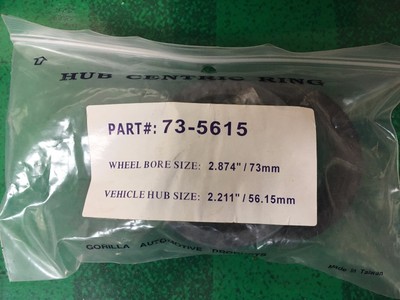 HUB CENTRIC RING
PART#: 73-5615
WHEEL BORE SIZE: 2.874" / 73mm
VEHICLE HUB SIZE: 2.211" / 56.15mm
GORILLA AUTOMOTIVE PRODUCTS
Made in Taiwan